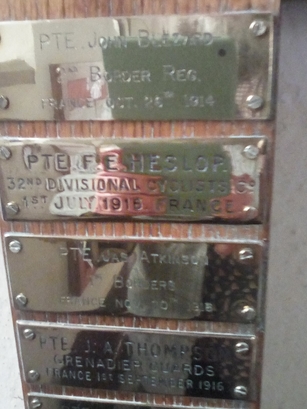 PTE. JOHN
2ND BORDER REG.
FRANCE OCT. 26TH 1914
PTE. F. E. HESLOP.
32ND DIVISIONAL CYCLISTS CO
1ST JULY 1916. FRANCE
PTE. JAS. ATKINSON
BORDERS
FRANCE
PTE. J. A. THOMPSON
GRENADIER GUARDS
FRANCE 1ST SEPTEMBER 1916